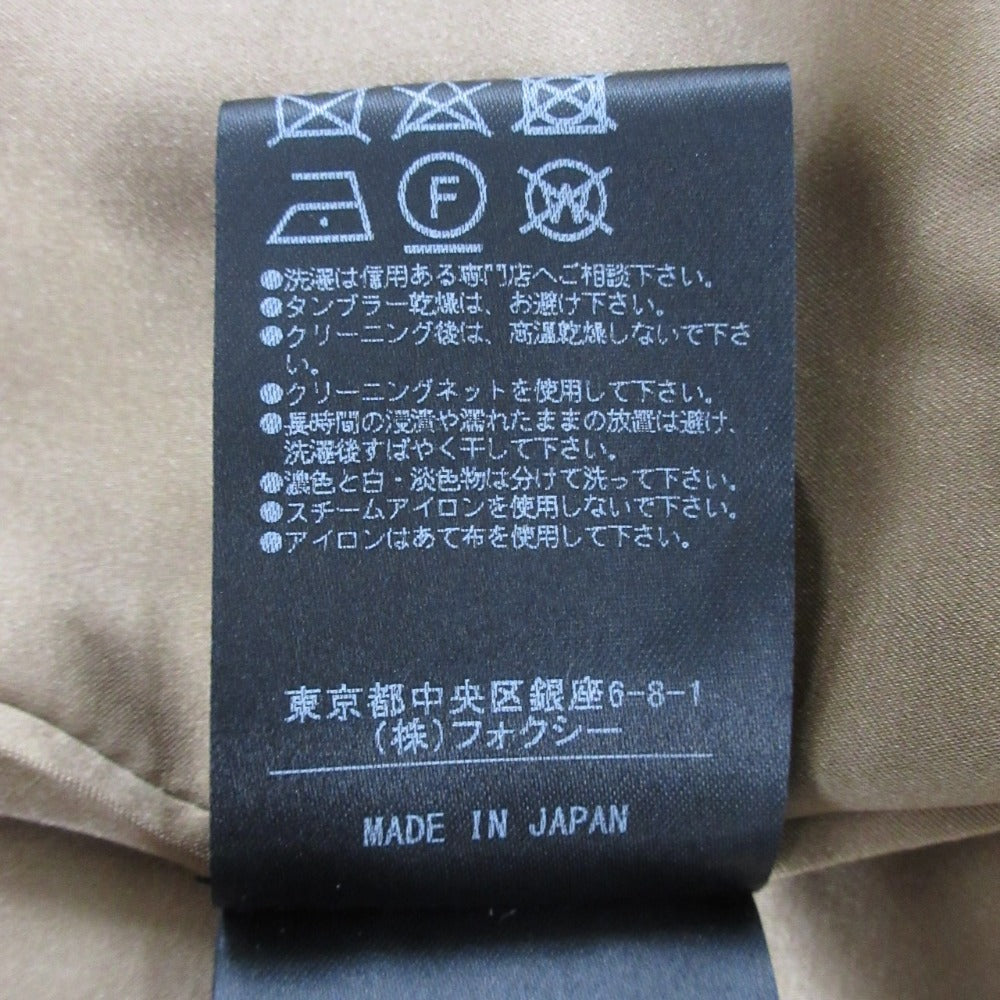 F W
●洗濯は信用ある専門店へご相談下さい。
●タンブラー乾燥は、お避け下さい。
●クリーニング後は、高温乾燥しないで下さ
い。
●クリーニングネットを使用して下さい。
●長時間の浸漬や濡れたままの放置は避け、
洗濯後すばやく干して下さい。
●濃色と白・淡色物は分けて洗って下さい。
●スチームアイロンを使用しないで下さい。
●アイロンはあて布を使用して下さい。
東京都中央区銀座6-8-1
(株)フォクシー
MADE IN JAPAN